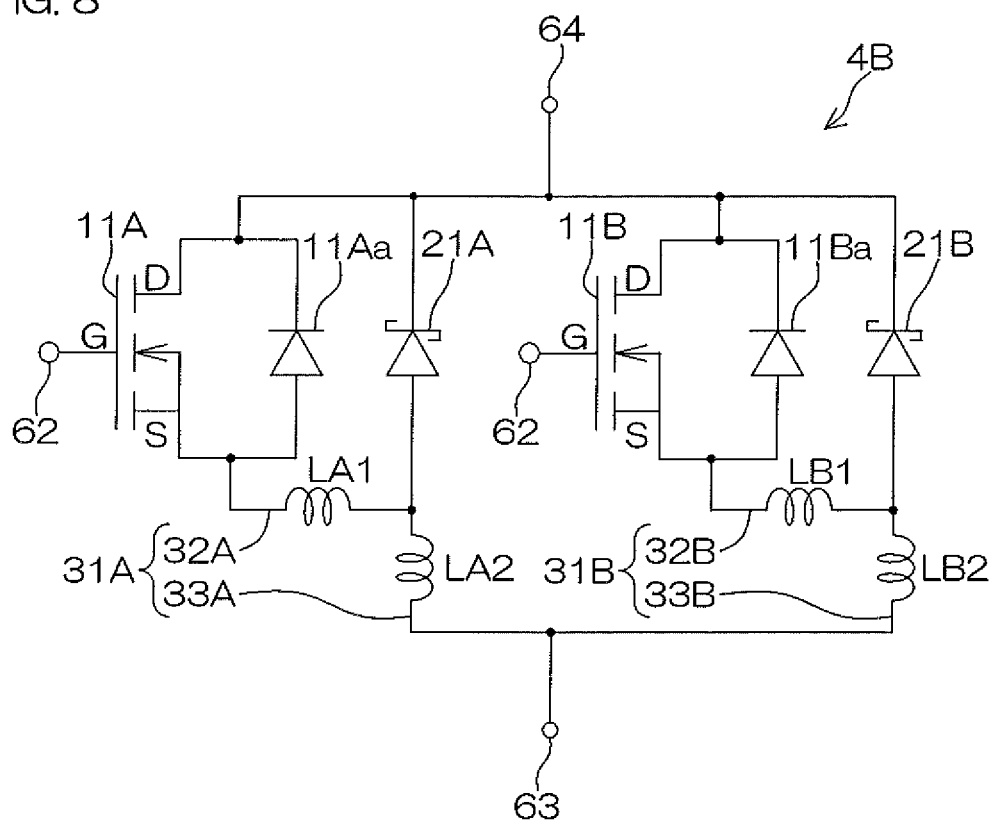 IG. 8
64
4B
11A
11Aa
21A
11B
11Ba
21B
D
D
G
G
62
S
62
S
LA1
LB1
31A
32A
LA2
31B
32B
LB2
33A
33B
63